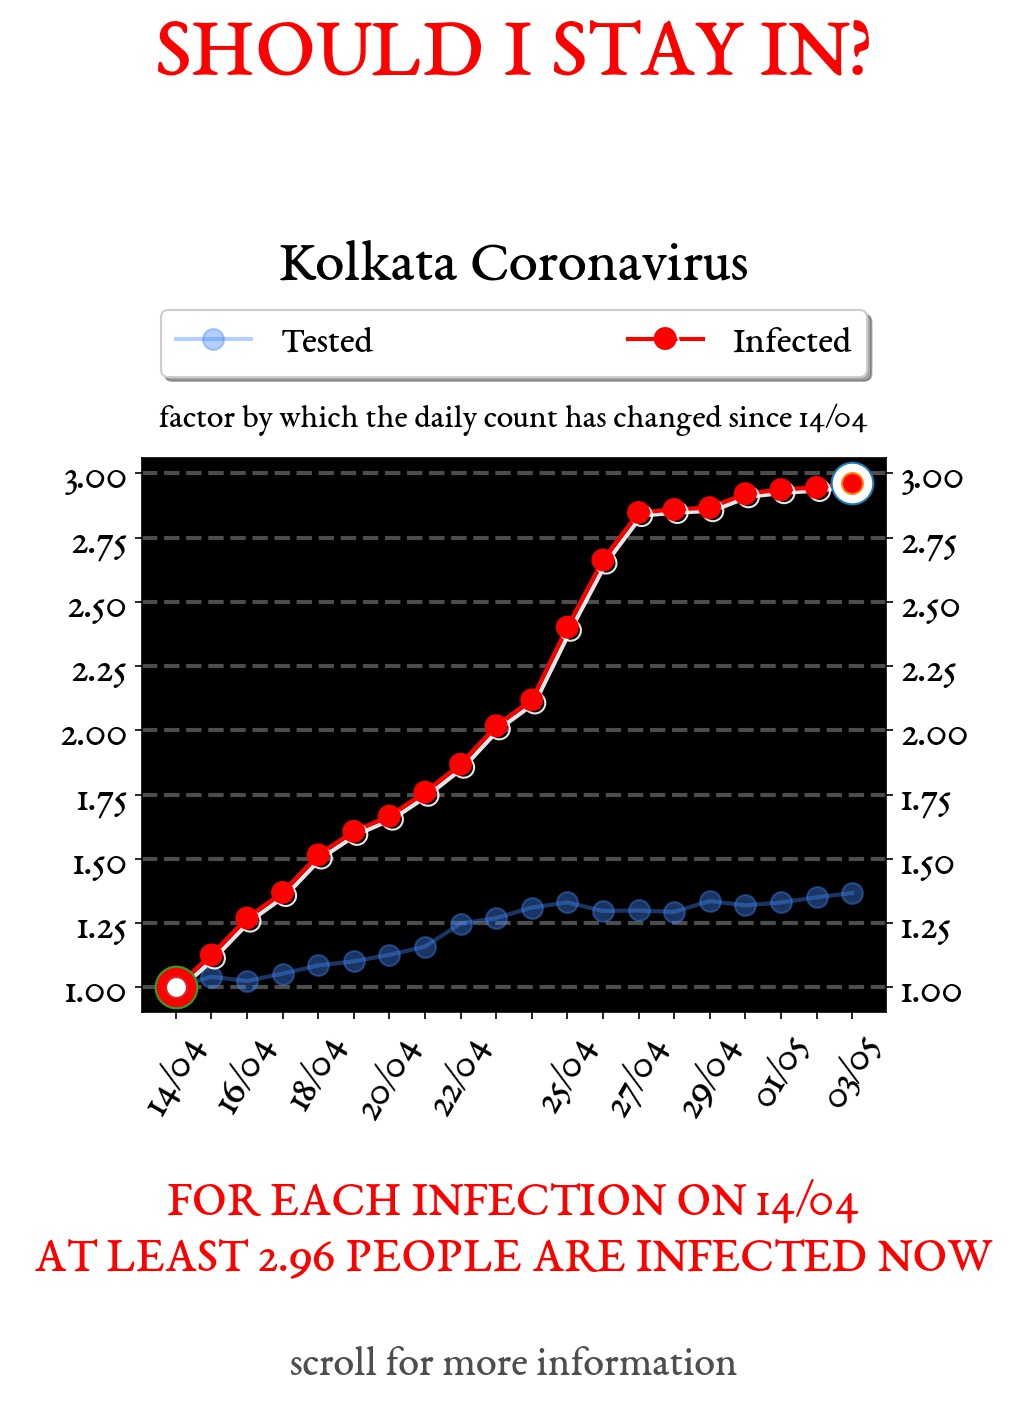 SHOULD I STAY IN?
Kolkata Coronavirus
Tested Infected
factor by which the daily count has changed since 14/04
3.00 3.00
2.75 2.75
2.50 2.50
2.25 2.25
2.00 2.00
1.75 1.75
1.50 1.50
1.25 1.25
1.00 1.00
14/04 16/04 18/04 20/04 22/04 25/04 27/04 29/04 01/05 03/05
FOR EACH INFECTION ON 14/04
AT LEAST 2.96 PEOPLE ARE INFECTED NOW
scroll for more information